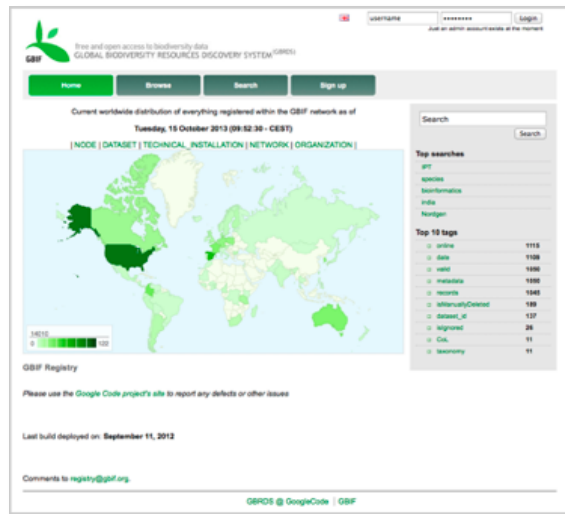 username ******** Login
Just an admin account exists at the moment
GBIF
free and open access to biodiversity data
GLOBAL BIODIVERSITY RESOURCES DISCOVERY SYSTEM (GBRDS)
Home Browse Search Sign up
Current worldwide distribution of everything registered within the GBIF network as of
Tuesday, 15 October 2013 (09:52:30 - CEST)
| NODE | DATASET | TECHNICAL_INSTALLATION | NETWORK | ORGANIZATION |
14010
0 122
Search
Search
Top searches
IPT
species
bioinformatics
india
Nordgen
Top 10 tags
online 1115
data 1108
valid 1050
metadata 1050
records 1045
isManuallyDeleted 189
dataset_id 137
isIgnored 26
CoL 11
taxonomy 11
GBIF Registry
Please use the Google Code project's site to report any defects or other issues
Last build deployed on: September 11, 2012
Comments to registry@gbif.org.
GBRDS @ GoogleCode | GBIF